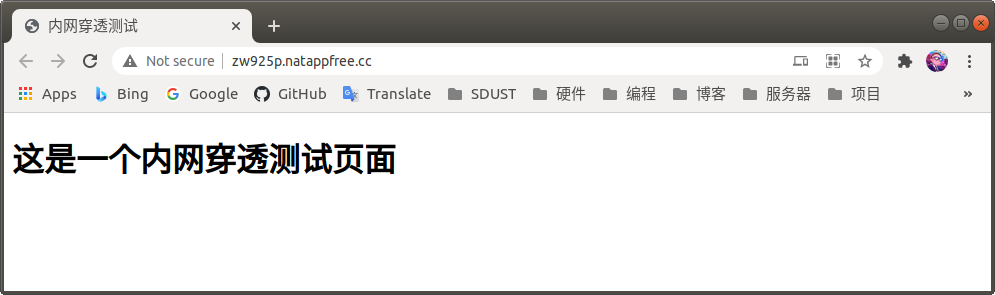 内网穿透测试
Not secure zw925p.natappfree.cc
Apps Bing Google GitHub Translate SDUST 硬件 编程 博客 服务器 项目 »
这是一个内网穿透测试页面